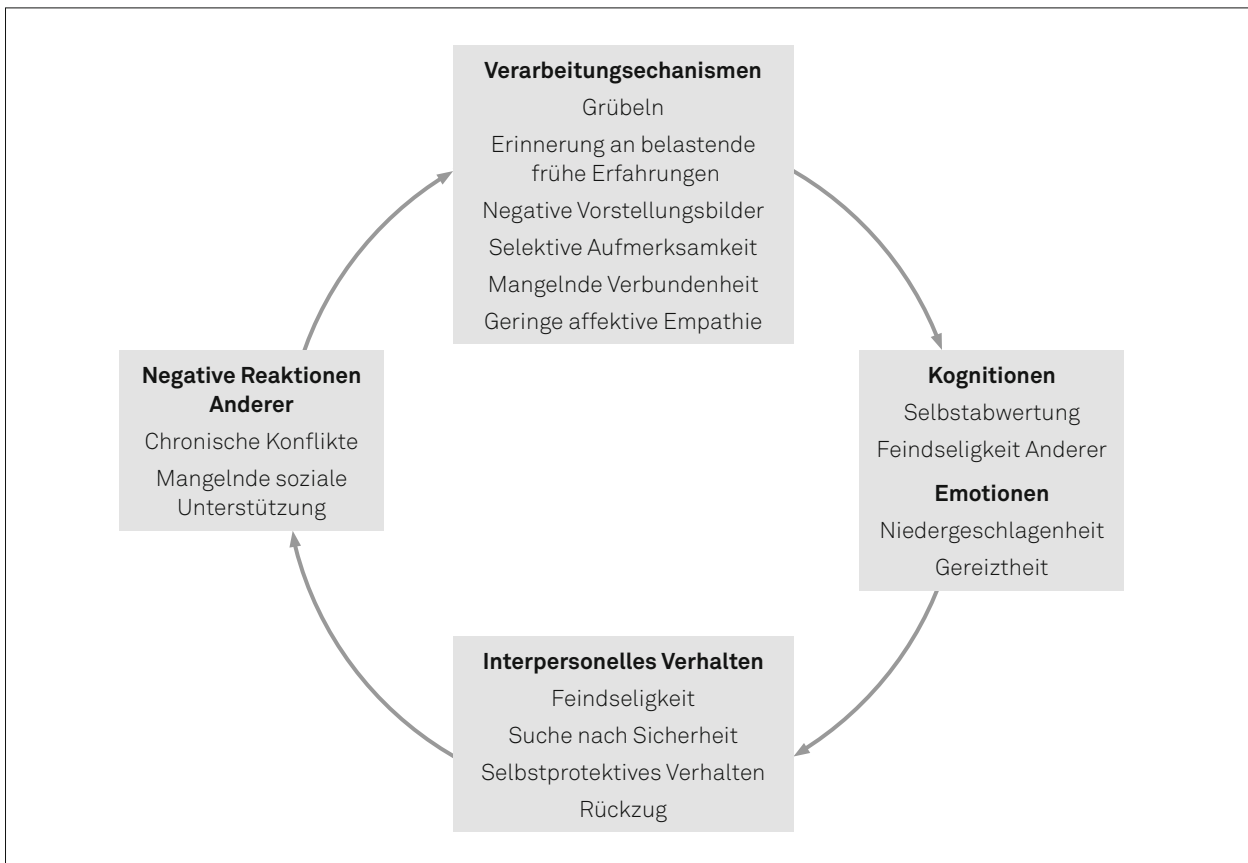 Verarbeitungsechanismen
Grübeln
Erinnerung an belastende
frühe Erfahrungen
Negative Vorstellungsbilder
Selektive Aufmerksamkeit
Mangelnde Verbundenheit
Geringe affektive Empathie
Kognitionen
Selbstabwertung
Feindseligkeit Anderer
Emotionen
Niedergeschlagenheit
Gereiztheit
Interpersonelles Verhalten
Feindseligkeit
Suche nach Sicherheit
Selbstprotektives Verhalten
Rückzug
Negative Reaktionen
Anderer
Chronische Konflikte
Mangelnde soziale
Unterstützung